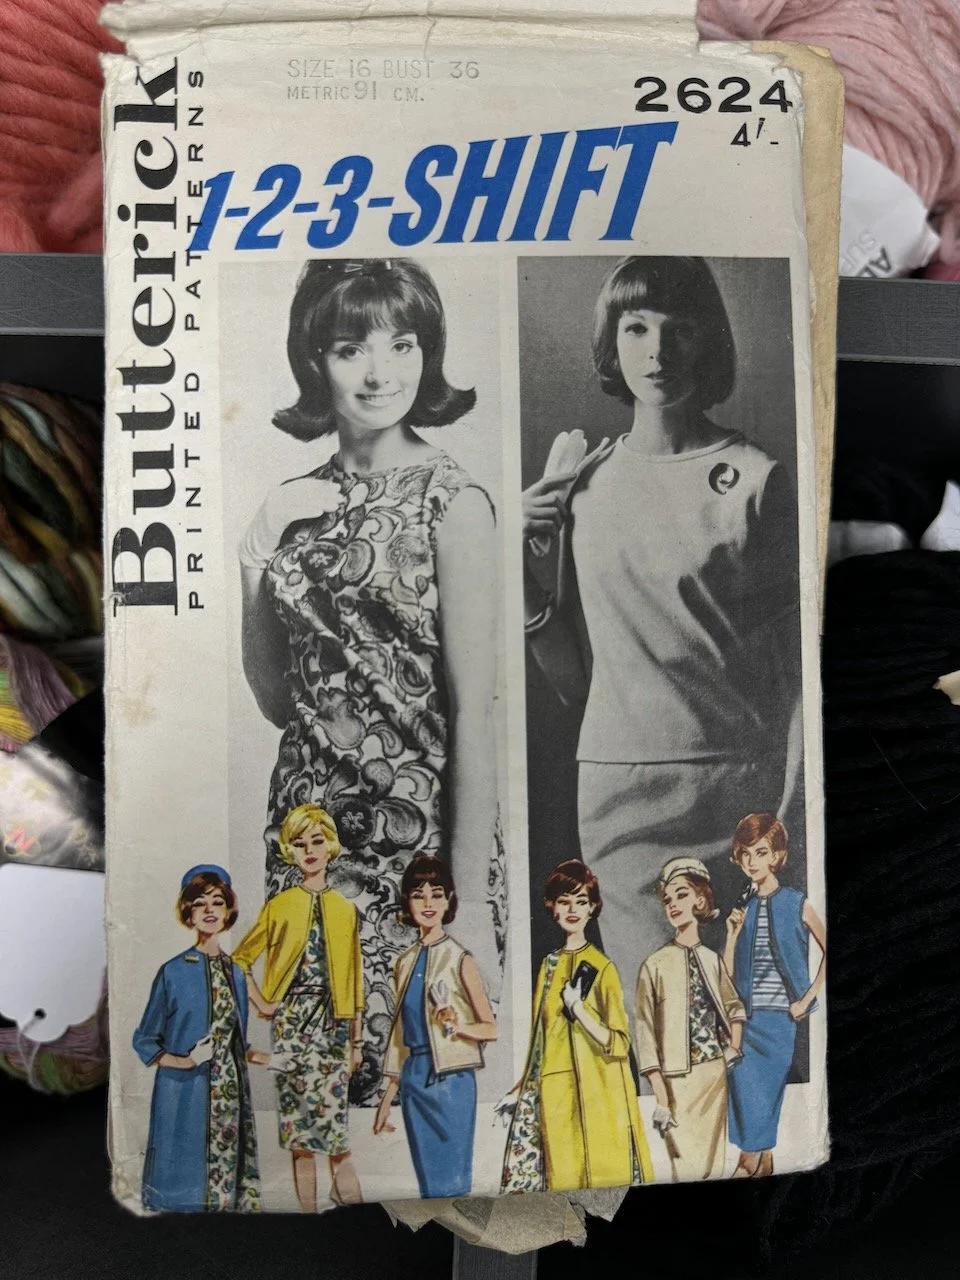 SIZE 16 BUST 36
METRIC 91 CM.
2624
4/-
Butterick
PRINTED PATTERNS
1-2-3-SHIFT